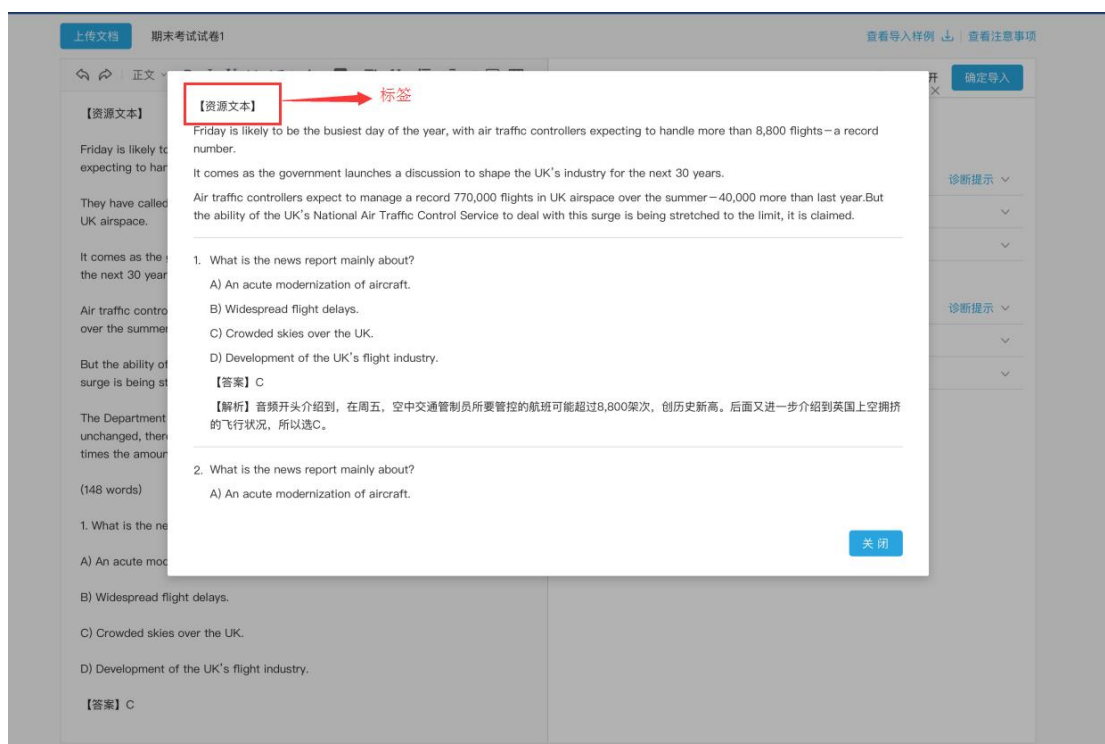 上传文档 期末考试试卷1 查看导入样例 查看注意事项
正文
开 确定导入
【资源文本】
Friday is likely to
expecting to har
They have called
UK airspace.
It comes as the
the next 30 year
Air traffic contro
over the summer
But the ability of
surge is being st
The Department
unchanged, ther
times the amour
(148 words)
1. What is the ne
A) An acute mod
B) Widespread flight delays.
C) Crowded skies over the UK.
D) Development of the UK's flight industry.
【答案】C
【资源文本】 标签
Friday is likely to be the busiest day of the year, with air traffic controllers expecting to handle more than 8,800 flights—a record
number.
It comes as the government launches a discussion to shape the UK's industry for the next 30 years.
Air traffic controllers expect to manage a record 770,000 flights in UK airspace over the summer—40,000 more than last year.But
the ability of the UK's National Air Traffic Control Service to deal with this surge is being stretched to the limit, it is claimed.
1. What is the news report mainly about?
A) An acute modernization of aircraft.
B) Widespread flight delays.
C) Crowded skies over the UK.
D) Development of the UK's flight industry.
【答案】C
【解析】音频开头介绍到，在周五，空中交通管制员所要管控的航班可能超过8,800架次，创历史新高。后面又进一步介绍到英国上空拥挤
的飞行状况，所以选C。
2. What is the news report mainly about?
A) An acute modernization of aircraft.
关闭
诊断提示
诊断提示